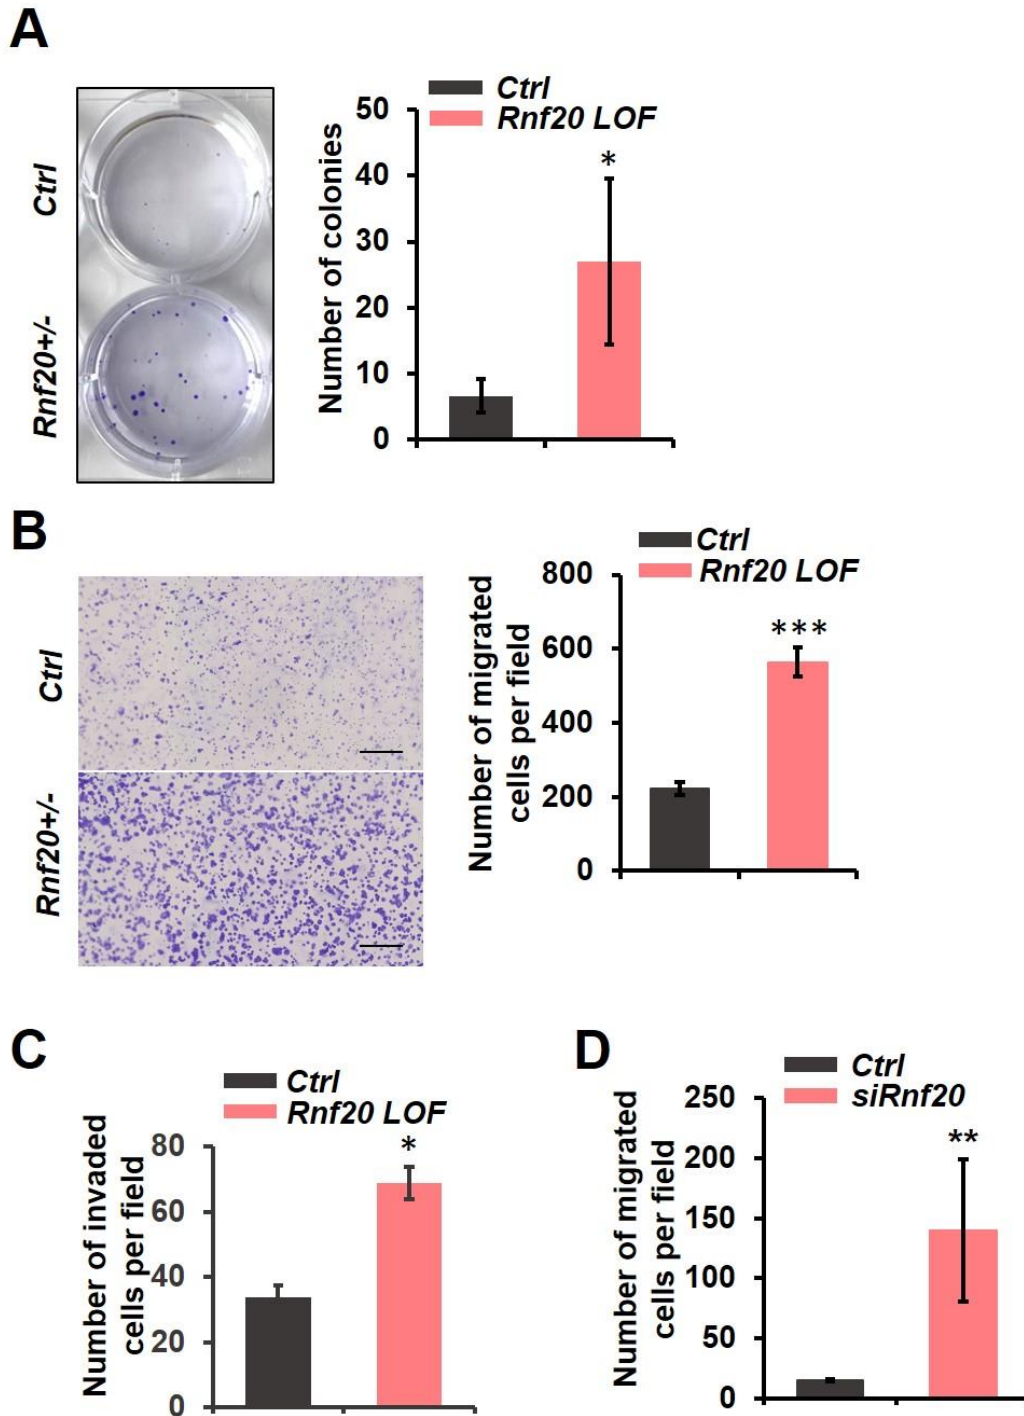 A
Ctrl
Rnf20+/-
Ctrl
Rnf20 LOF
Number of colonies
50
40
30
20
10
0
*
B
Ctrl
Rnf20+/-
Ctrl
Rnf20 LOF
Number of migrated
cells per field
800
600
400
200
0
***
C
Ctrl
Rnf20 LOF
Number of invaded
cells per field
80
60
40
20
0
*
D
Ctrl
siRnf20
Number of migrated
cells per field
250
200
150
100
50
0
**